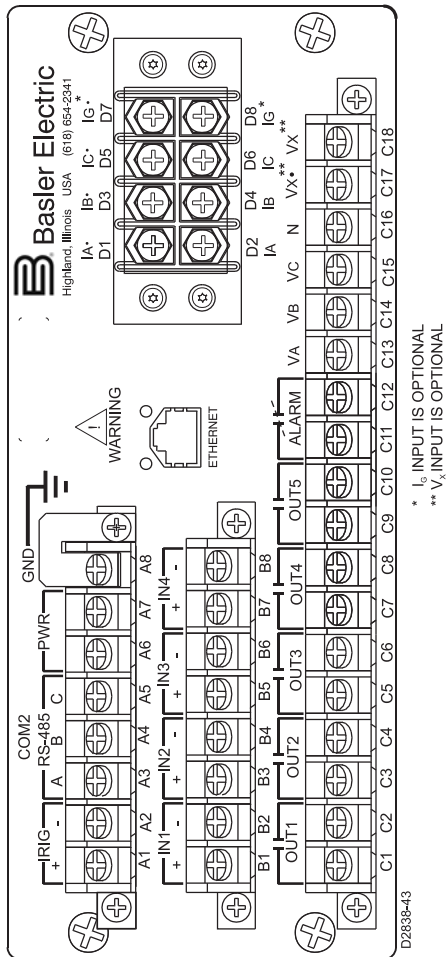 Basler Electric
Highland, Illinois USA (618) 654-2341
COM2
IRIG RS-485 PWR GND
+ - A B C
A1 A2 A3 A4 A5 A6 A7 A8
WARNING
ETHERNET
IA• IB• IC• IG•*
D1 D3 D5 D7
D2 D4 D6 D8
IA IB IC IG*
IN1 IN2 IN3 IN4
+ - + - + - + -
B1 B2 B3 B4 B5 B6 B7 B8
OUT1 OUT2 OUT3 OUT4 OUT5 ALARM VA VB VC N VX•** VX**
C1 C2 C3 C4 C5 C6 C7 C8 C9 C10 C11 C12 C13 C14 C15 C16 C17 C18
D2838-43
* IG INPUT IS OPTIONAL
** VX INPUT IS OPTIONAL